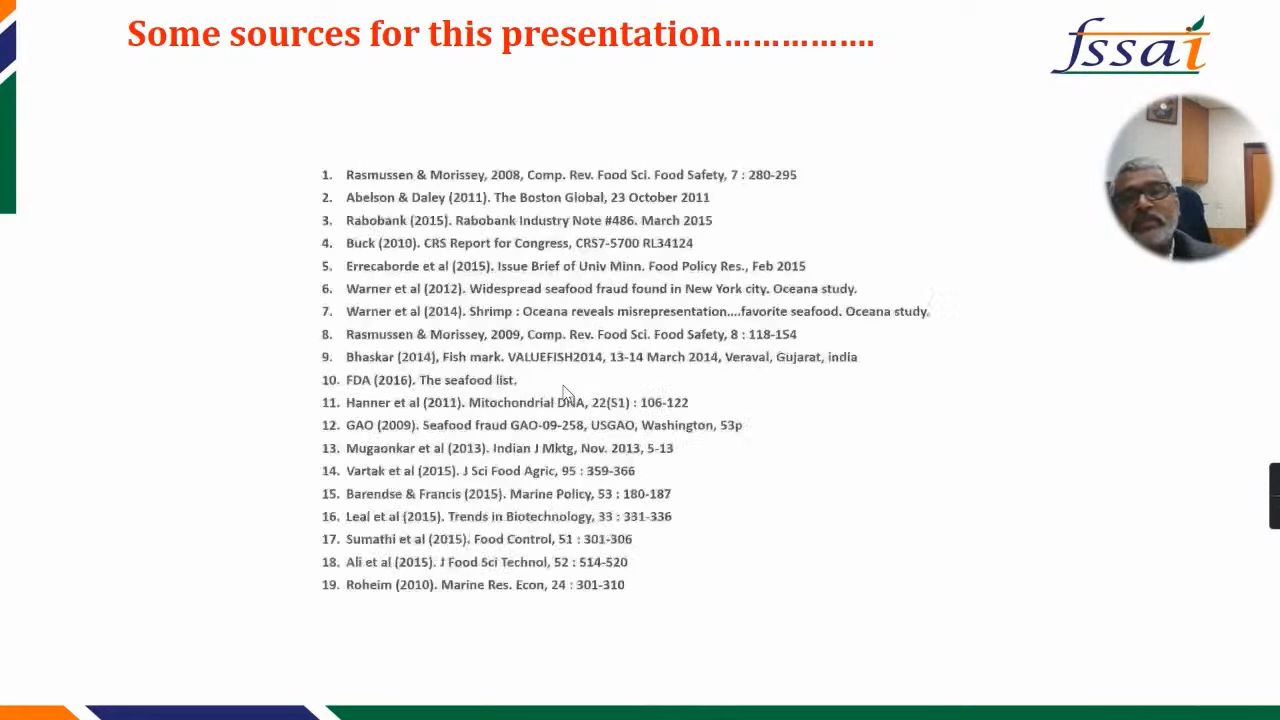 Some sources for this presentation…………….
fssai
1. Rasmussen & Morissey, 2008, Comp. Rev. Food Sci. Food Safety, 7 : 280-295
2. Abelson & Daley (2011). The Boston Global, 23 October 2011
3. Rabobank (2015). Rabobank Industry Note #486. March 2015
4. Buck (2010). CRS Report for Congress, CRS7-5700 RL34124
5. Errecaborde et al (2015). Issue Brief of Univ Minn. Food Policy Res., Feb 2015
6. Warner et al (2012). Widespread seafood fraud found in New York city. Oceana study.
7. Warner et al (2014). Shrimp : Oceana reveals misrepresentation....favorite seafood. Oceana study.
8. Rasmussen & Morissey, 2009, Comp. Rev. Food Sci. Food Safety, 8 : 118-154
9. Bhaskar (2014), Fish mark. VALUEFISH2014, 13-14 March 2014, Veraval, Gujarat, india
10. FDA (2016). The seafood list.
11. Hanner et al (2011). Mitochondrial DNA, 22(S1) : 106-122
12. GAO (2009). Seafood fraud GAO-09-258, USGAO, Washington, 53p
13. Mugaonkar et al (2013). Indian J Mktg, Nov. 2013, 5-13
14. Vartak et al (2015). J Sci Food Agric, 95 : 359-366
15. Barendse & Francis (2015). Marine Policy, 53 : 180-187
16. Leal et al (2015). Trends in Biotechnology, 33 : 331-336
17. Sumathi et al (2015). Food Control, 51 : 301-306
18. Ali et al (2015). J Food Sci Technol, 52 : 514-520
19. Roheim (2010). Marine Res. Econ, 24 : 301-310